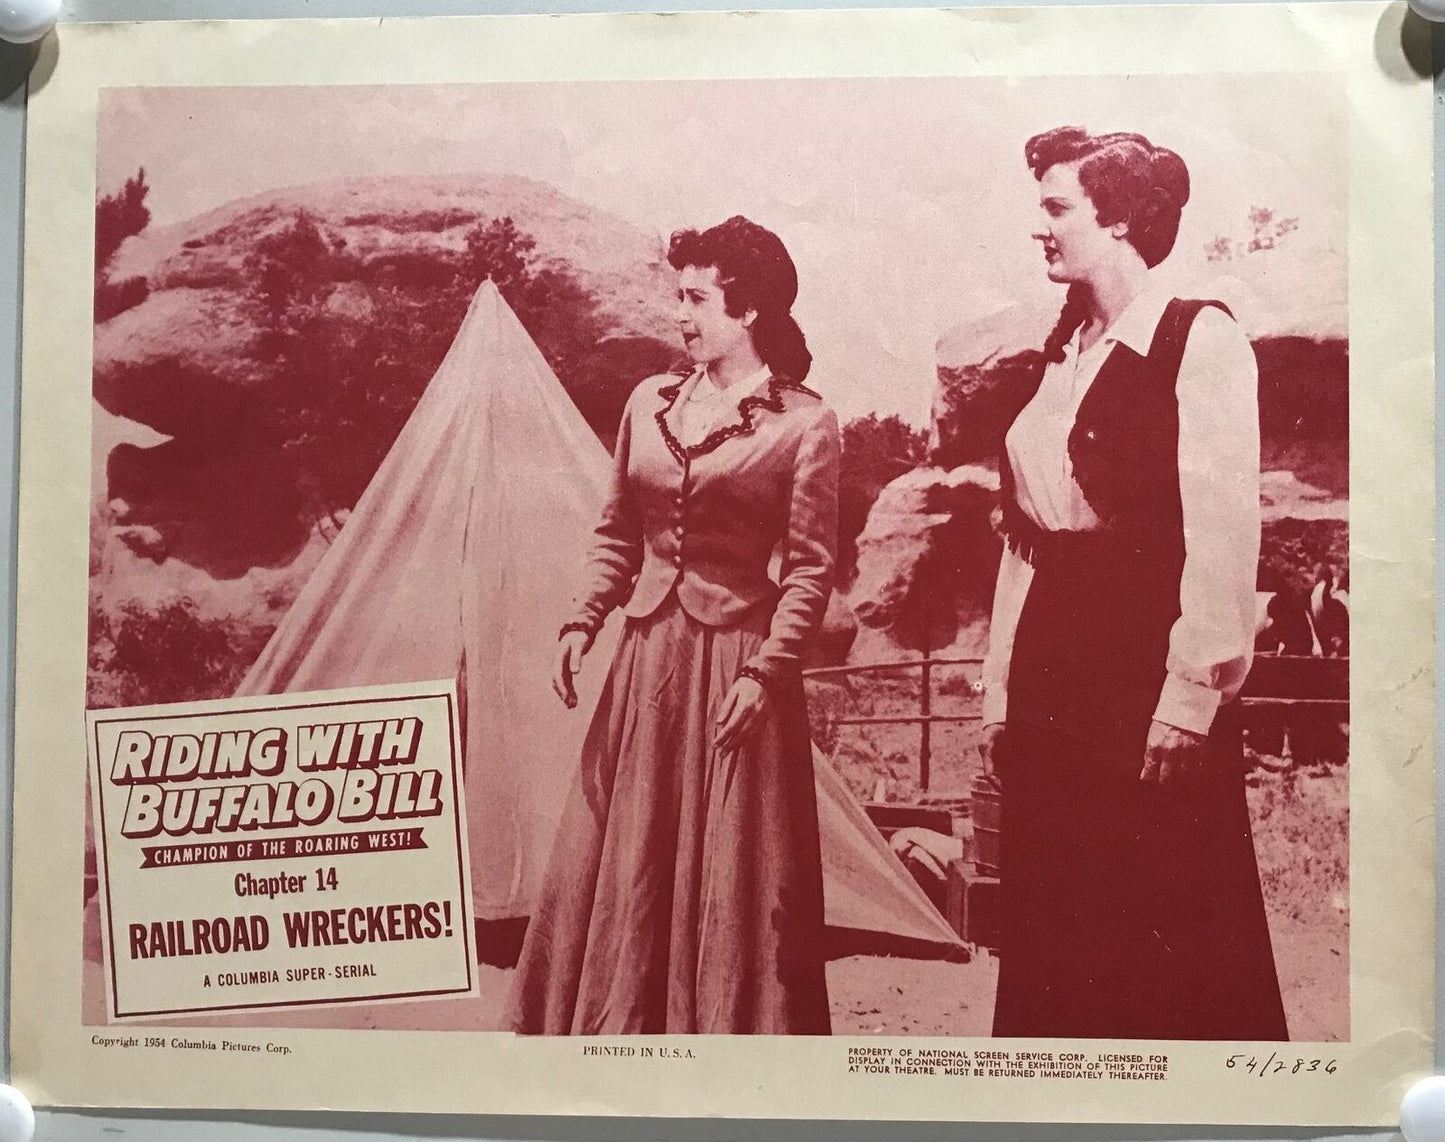 RIDING WITH
BUFFALO BILL
CHAMPION OF THE ROARING WEST!
Chapter 14
RAILROAD WRECKERS!
A COLUMBIA SUPER-SERIAL
Copyright 1954 Columbia Pictures Corp.
PRINTED IN U. S. A.
PROPERTY OF NATIONAL SCREEN SERVICE CORP. LICENSED FOR
DISPLAY IN CONNECTION WITH THE EXHIBITION OF THIS PICTURE
AT YOUR THEATRE. MUST BE RETURNED IMMEDIATELY THEREAFTER.
54/2836